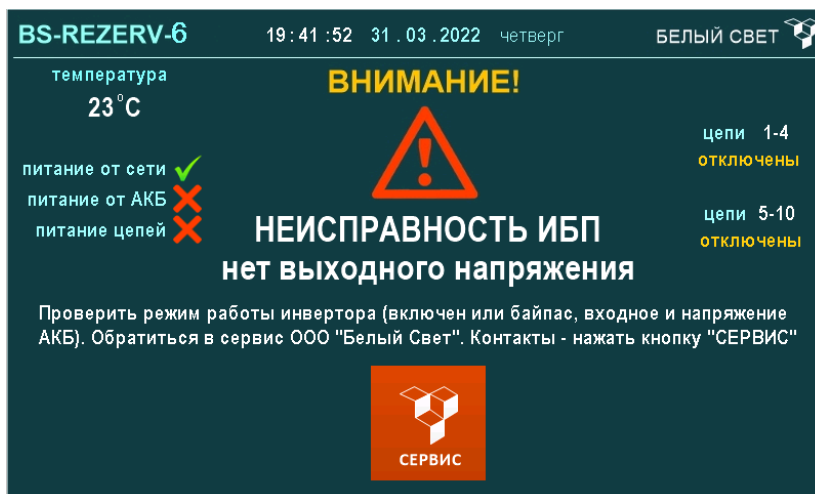 BS-REZERV-6
19:41:52 31.03.2022 четверг
БЕЛЫЙ СВЕТ
температура
23°C
питание от сети
питание от АКБ
питание цепей
ВНИМАНИЕ!
!
НЕИСПРАВНОСТЬ ИБП
нет выходного напряжения
цепи 1-4
отключены
цепи 5-10
отключены
Проверить режим работы инвертора (включен или байпас, входное и напряжение
АКБ). Обратиться в сервис ООО "Белый Свет". Контакты - нажать кнопку "СЕРВИС"
СЕРВИС